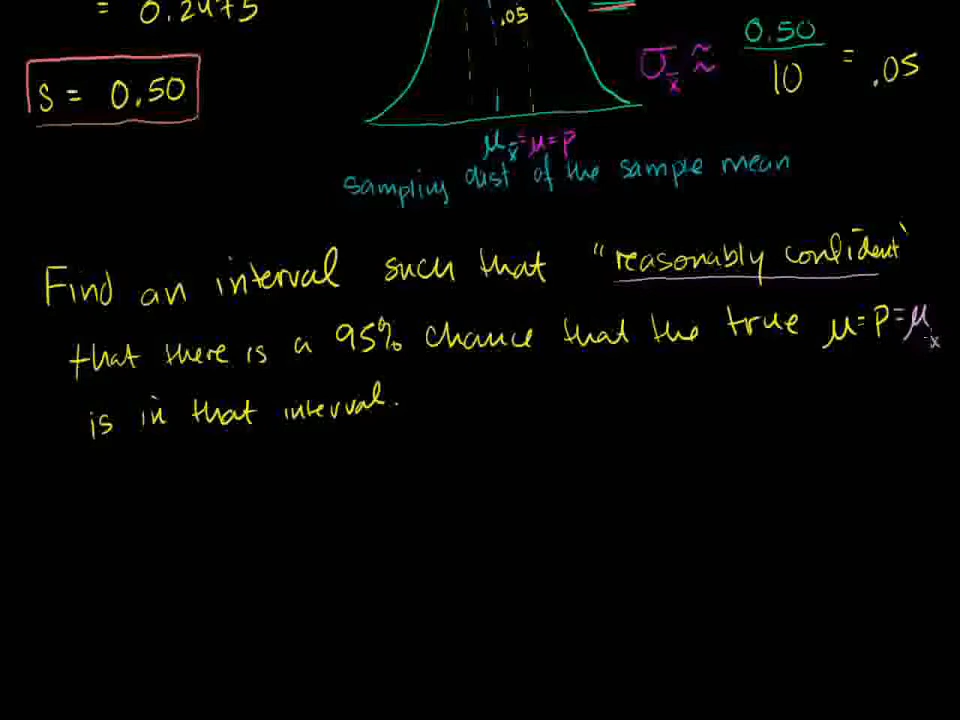 = 0.2475
.05
S = 0.50
σx̄ ≈ 0.50 / 10 = .05
μx̄ = μ = p
sampling dist of the sample mean
Find an interval such that "reasonably confident"
that there is a 95% chance that the true μ = P = μx̄
is in that interval.